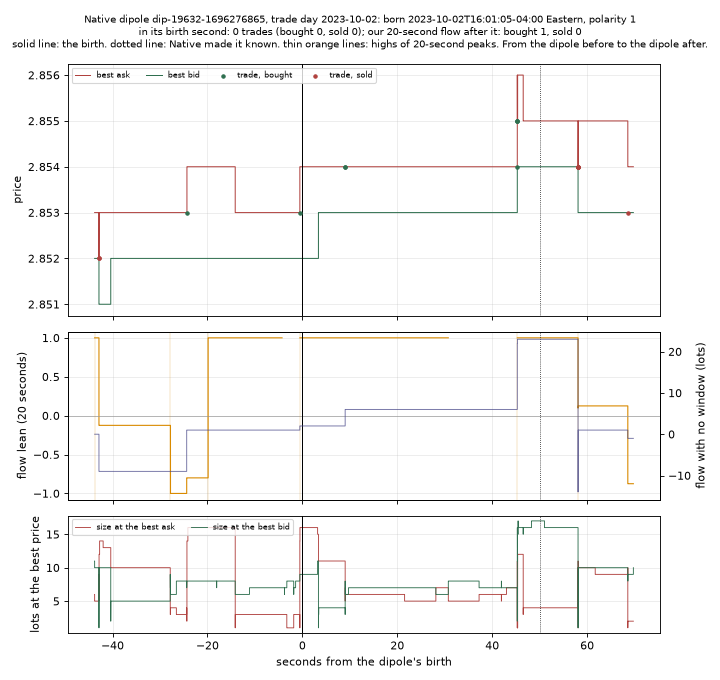 Native dipole dip-19632-1696276865, trade day 2023-10-02: born 2023-10-02T16:01:05-04:00 Eastern, polarity 1
in its birth second: 0 trades (bought 0, sold 0); our 20-second flow after it: bought 1, sold 0
solid line: the birth. dotted line: Native made it known. thin orange lines: highs of 20-second peaks. From the dipole before to the dipole after.
best ask best bid trade, bought trade, sold
2.856
2.855
2.854
2.853
2.852
2.851
price
1.0
0.5
0.0
−0.5
−1.0
flow lean (20 seconds)
20
10
0
−10
flow with no window (lots)
size at the best ask size at the best bid
15
10
5
lots at the best price
−40 −20 0 20 40 60
seconds from the dipole's birth